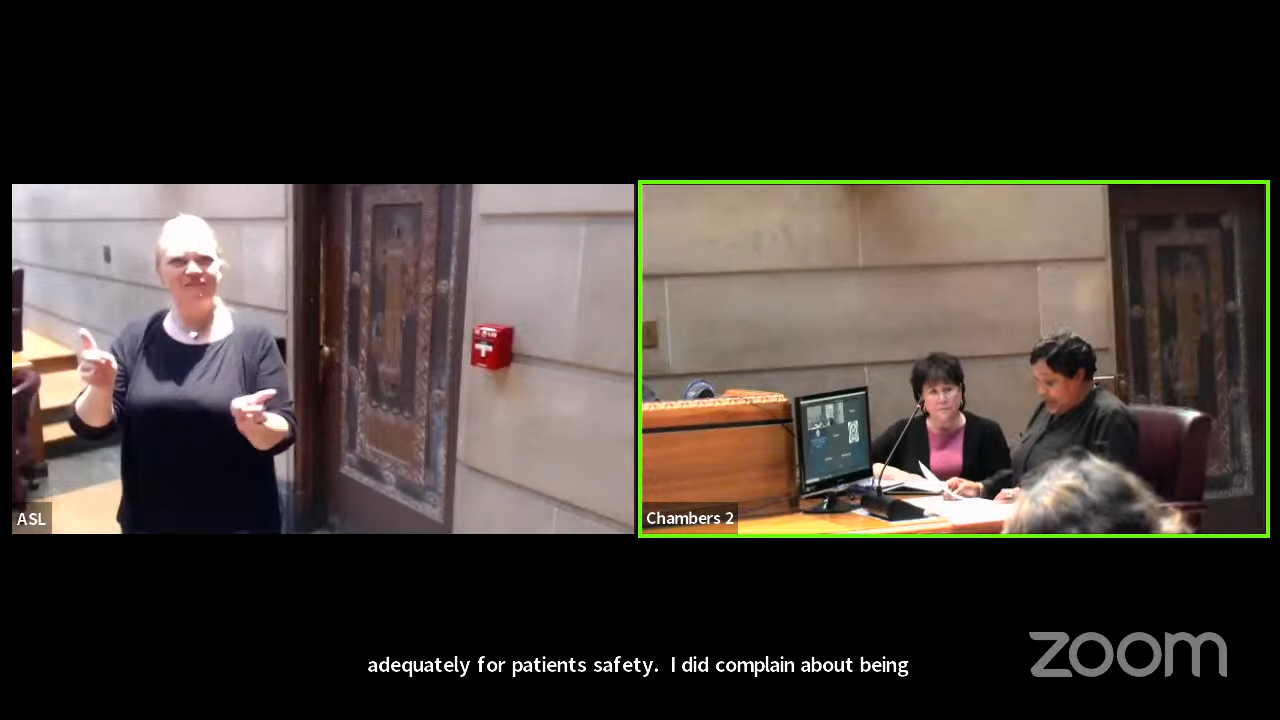 ASL
Chambers 2
adequately for patients safety.  I did complain about being
zoom